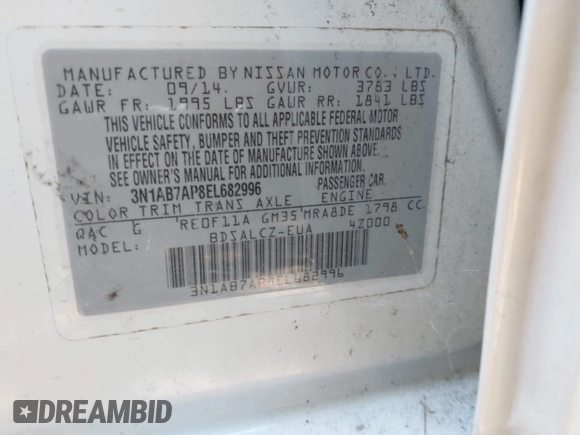 MANUFACTURED BY NISSAN MOTOR CO., LTD.
DATE: 09/14. GVWR: 3783 LBS
GAWR FR: 1995 LBS GAWR RR: 1841 LBS
THIS VEHICLE CONFORMS TO ALL APPLICABLE FEDERAL MOTOR
VEHICLE SAFETY, BUMPER AND THEFT PREVENTION STANDARDS
IN EFFECT ON THE DATE OF MANUFACTURE SHOWN ABOVE.
SEE OWNER'S MANUAL FOR ADDITIONAL INFORMATION.
VIN: 3N1AB7AP8EL682996 PASSENGER CAR.
COLOR TRIM TRANS AXLE ENGINE
QAC G RE0F11A GM35 MRA8DE 1798 CC
MODEL: BDSALCZ-EUA 4Z000
3N1AB7AP8EL682996
DREAMBID